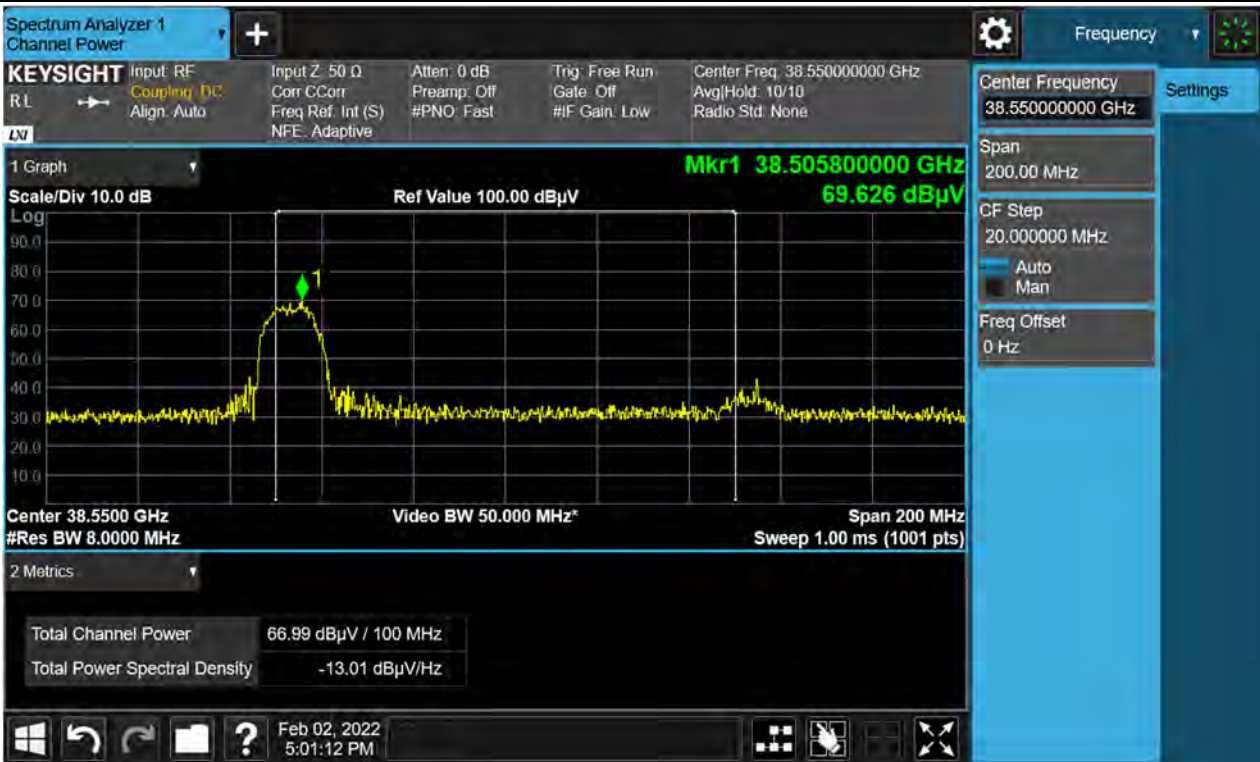 Spectrum Analyzer 1
Channel Power
+
Frequency
KEYSIGHT
RL
LXI
Input: RF
Coupling: DC
Align: Auto
Input Z: 50 Ω
Corr CCorr
Freq Ref: Int (S)
NFE: Adaptive
Atten: 0 dB
Preamp: Off
#PNO: Fast
Trig: Free Run
Gate: Off
#IF Gain: Low
Center Freq: 38.550000000 GHz
Avg|Hold: 10/10
Radio Std: None
Center Frequency
38.550000000 GHz
Settings
Span
200.00 MHz
CF Step
20.000000 MHz
Auto
Man
Freq Offset
0 Hz
1 Graph
Mkr1 38.505800000 GHz
69.626 dBµV
Scale/Div 10.0 dB
Ref Value 100.00 dBµV
Log
90.0
80.0
70.0
60.0
50.0
40.0
30.0
20.0
10.0
1
Center 38.5500 GHz
Video BW 50.000 MHz*
Span 200 MHz
#Res BW 8.0000 MHz
Sweep 1.00 ms (1001 pts)
2 Metrics
Total Channel Power 66.99 dBµV / 100 MHz
Total Power Spectral Density -13.01 dBµV/Hz
?
Feb 02, 2022
5:01:12 PM